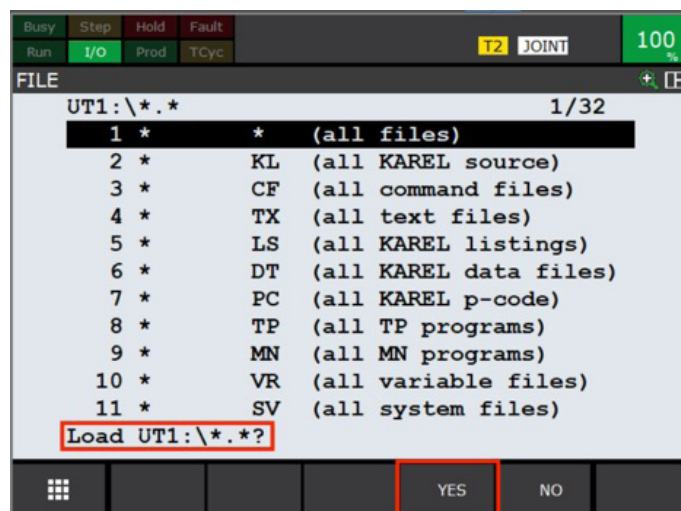 Busy Step Hold Fault
Run I/O Prod TCyc T2 JOINT 100 %
FILE
UT1:\*.* 1/32
1 * * (all files)
2 * KL (all KAREL source)
3 * CF (all command files)
4 * TX (all text files)
5 * LS (all KAREL listings)
6 * DT (all KAREL data files)
7 * PC (all KAREL p-code)
8 * TP (all TP programs)
9 * MN (all MN programs)
10 * VR (all variable files)
11 * SV (all system files)
Load UT1:\*.*?
YES NO